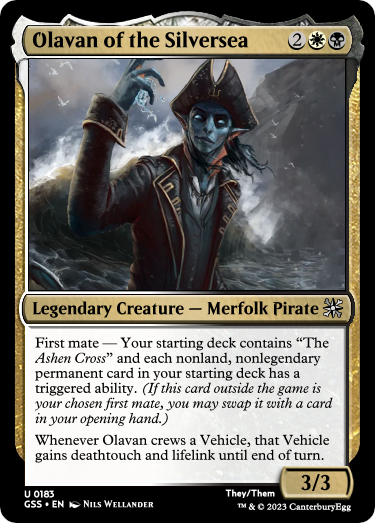 Olavan of the Silversea 2
Legendary Creature — Merfolk Pirate
First mate — Your starting deck contains “The
Ashen Cross” and each nonland, nonlegendary
permanent card in your starting deck has a
triggered ability. (If this card outside the game is
your chosen first mate, you may swap it with a card
in your opening hand.)
Whenever Olavan crews a Vehicle, that Vehicle
gains deathtouch and lifelink until end of turn.
3/3
U 0183
GSS • EN Nils Wellander
They/Them
™ & © 2023 CanterburyEgg